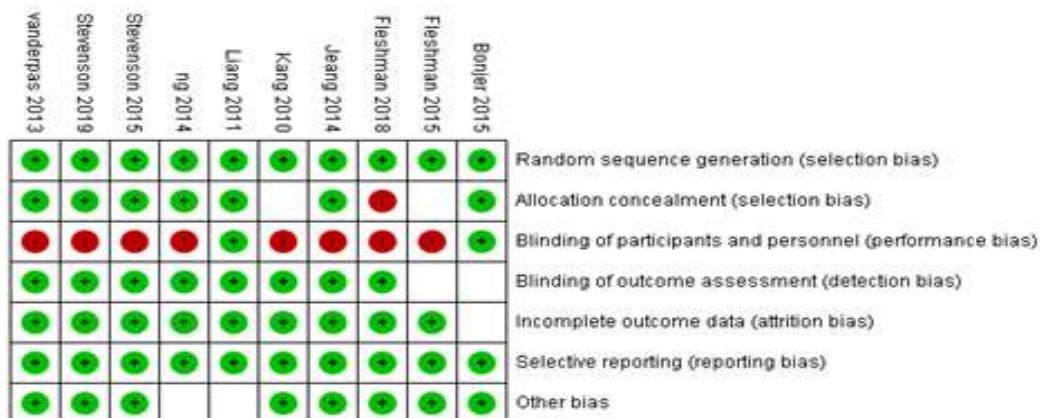 vanderpas 2013
Stevenson 2019
Stevenson 2015
ng 2014
Liang 2011
Kang 2010
Jeang 2014
Fleshman 2018
Fleshman 2015
Bonjer 2015
Random sequence generation (selection bias)
Allocation concealment (selection bias)
Blinding of participants and personnel (performance bias)
Blinding of outcome assessment (detection bias)
Incomplete outcome data (attrition bias)
Selective reporting (reporting bias)
Other bias